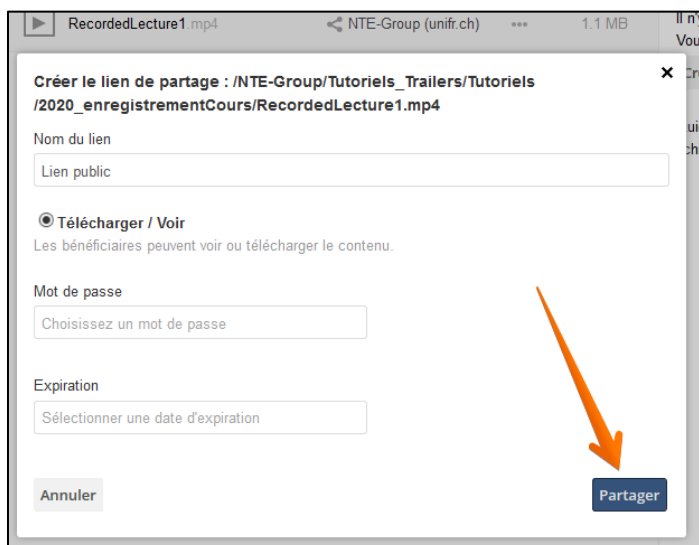 RecordedLecture1.mp4 NTE-Group (unifr.ch) ••• 1.1 MB
Créer le lien de partage : /NTE-Group/Tutoriels_Trailers/Tutoriels
/2020_enregistrementCours/RecordedLecture1.mp4
Nom du lien
Lien public
Télécharger / Voir
Les bénéficiaires peuvent voir ou télécharger le contenu.
Mot de passe
Choisissez un mot de passe
Expiration
Sélectionner une date d'expiration
Annuler Partager